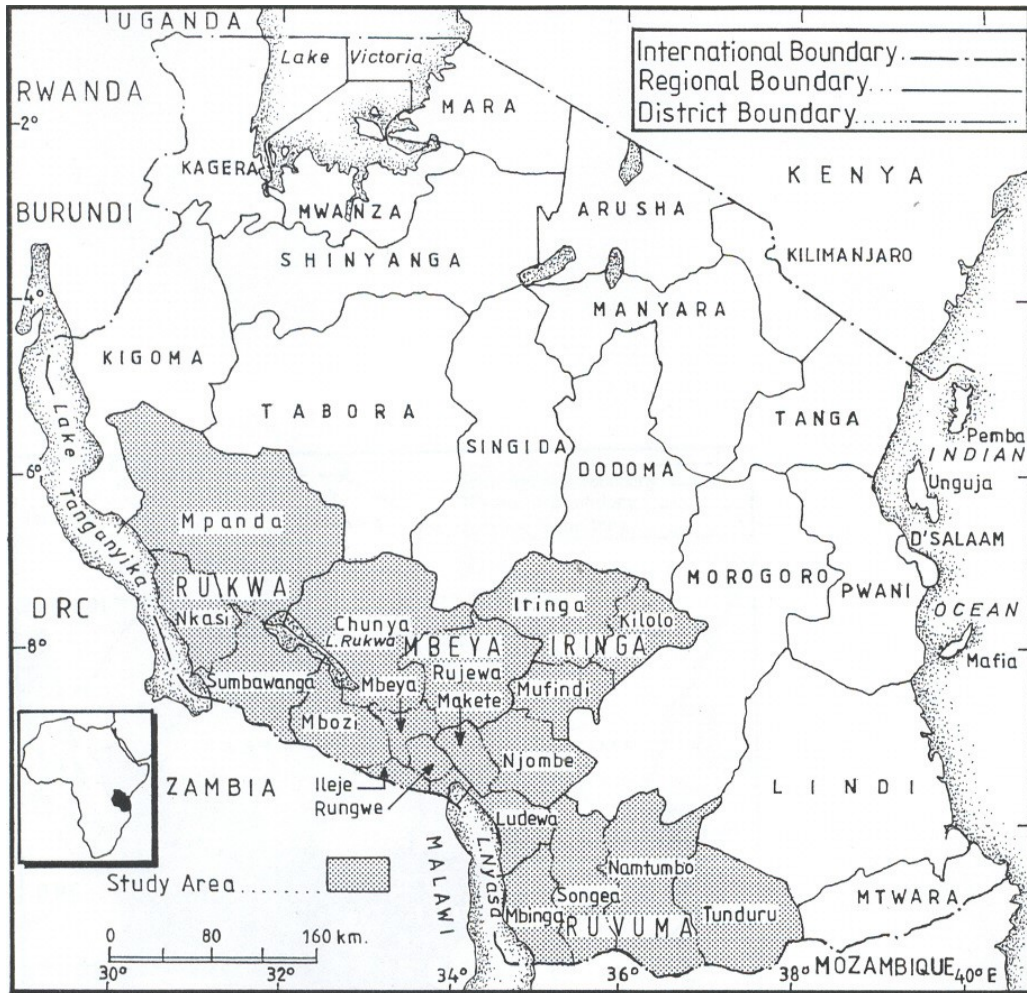 UGANDA
Lake Victoria
International Boundary
Regional Boundary...
District Boundary......
RWANDA
2°
MARA
KENYA
KAGERA
BURUNDI
MWANZA
ARUSHA
SHINYANGA
KILIMANJARO
4°
MANYARA
KIGOMA
Lake Tanganyika
TABORA
SINGIDA
DODOMA
TANGA
Pemba
INDIAN
6°
Unguja
Mpanda
D'SALAAM
MOROGORO
PWANI
RUKWA
Nkasi
Iringa
Kilolo
OCEAN
DRC
Chunya
L.Rukwa
MBEYA
IRINGA
8°
Mafia
Sumbawanga
Mbeya
Rujewa
Makete
Mufindi
Mbozi
Njombe
ZAMBIA
Ileje
Rungwe
LINDI
Ludewa
MALAWI
L.Nyasa
Namtumbo
Study Area........
Songea
Mbinga
RUVUMA
Tunduru
MTWARA
0 80 160 km.
30° 32° 34° 36° 38° MOZAMBIQUE 40°E